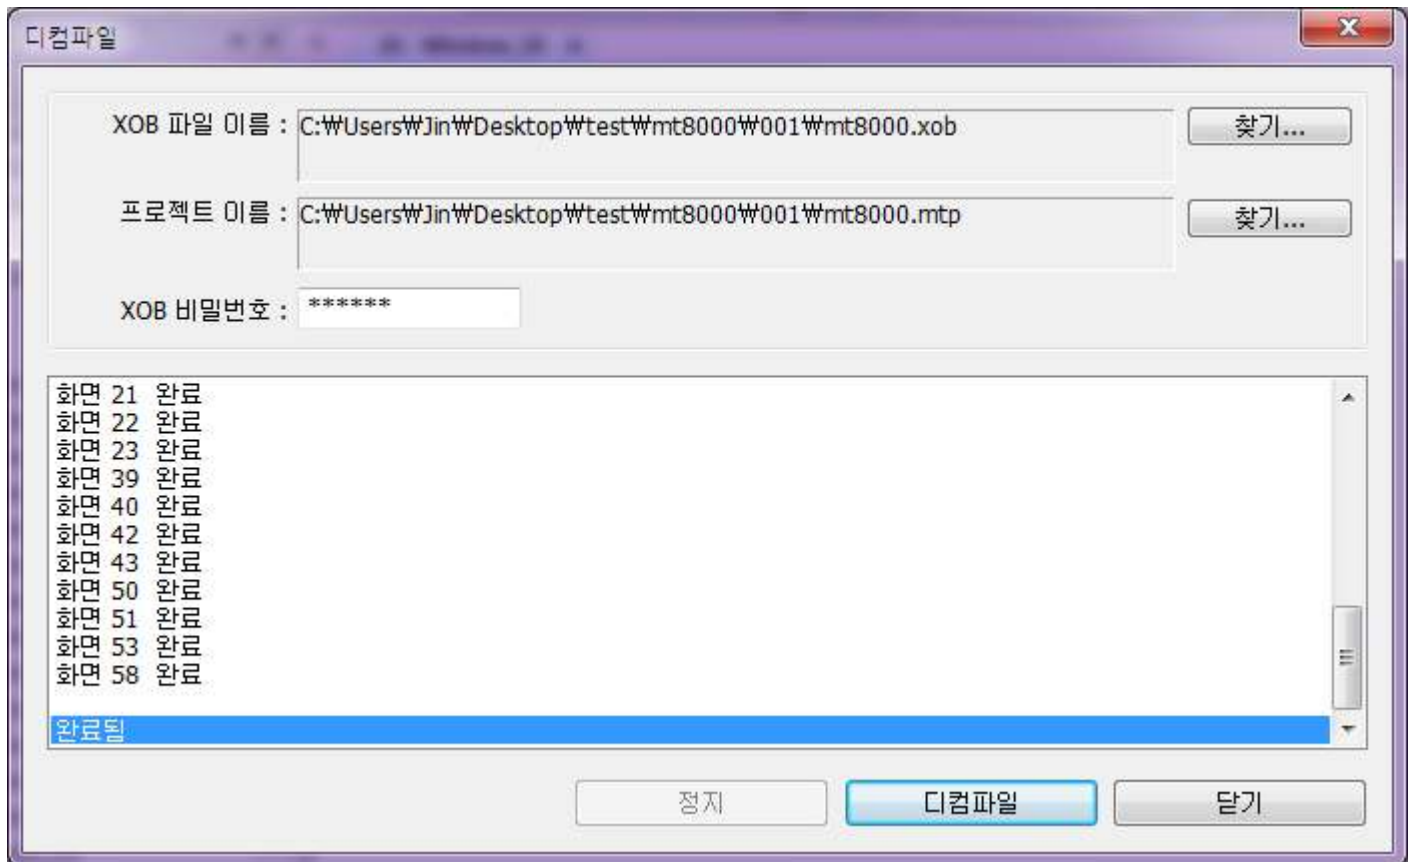 디컴파일
XOB 파일 이름 : C:₩Users₩Jin₩Desktop₩test₩mt8000₩001₩mt8000.xob 찾기...
프로젝트 이름 : C:₩Users₩Jin₩Desktop₩test₩mt8000₩001₩mt8000.mtp 찾기...
XOB 비밀번호 : ******
화면 21 완료
화면 22 완료
화면 23 완료
화면 39 완료
화면 40 완료
화면 42 완료
화면 43 완료
화면 50 완료
화면 51 완료
화면 53 완료
화면 58 완료
완료됨
정지 디컴파일 닫기